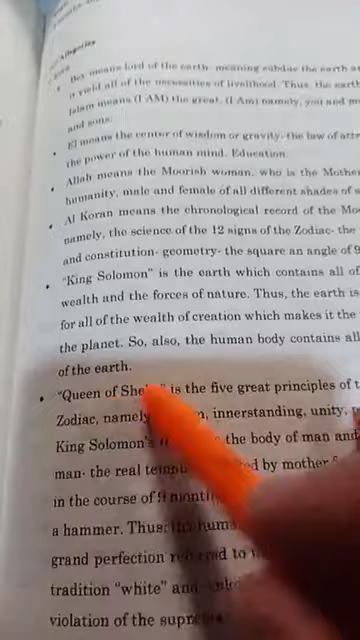 Allegories
Bey means lord of the earth- meaning subdue the earth a
yield all of the necessities of livelihood. Thus, the eart
Islam means (I AM) the great, (I Am) namely, you and
and sons.
El means the center of wisdom or gravity- the law of attr
the power of the human mind. Education
Allah means the Moorish woman, who is the Mothe
humanity, male and female of all different shades of
Al Koran means the chronological record of the Mo
namely, the science of the 12 signs of the Zodiac- the
and constitution- geometry- the square an angle of 9
"King Solomon" is the earth which contains all of
wealth and the forces of nature. Thus, the earth is
for all of the wealth of creation which makes it the
the planet. So, also, the human body contains all
of the earth.
"Queen of She is the five great principles of t
Zodiac, namely innerstanding, unity,
King Solomon's the body of man and
man- the real ed by mother
in the course of 9 month
a hammer. Thus, the hum
grand perfection to
tradition "white" and
violation of the suprem